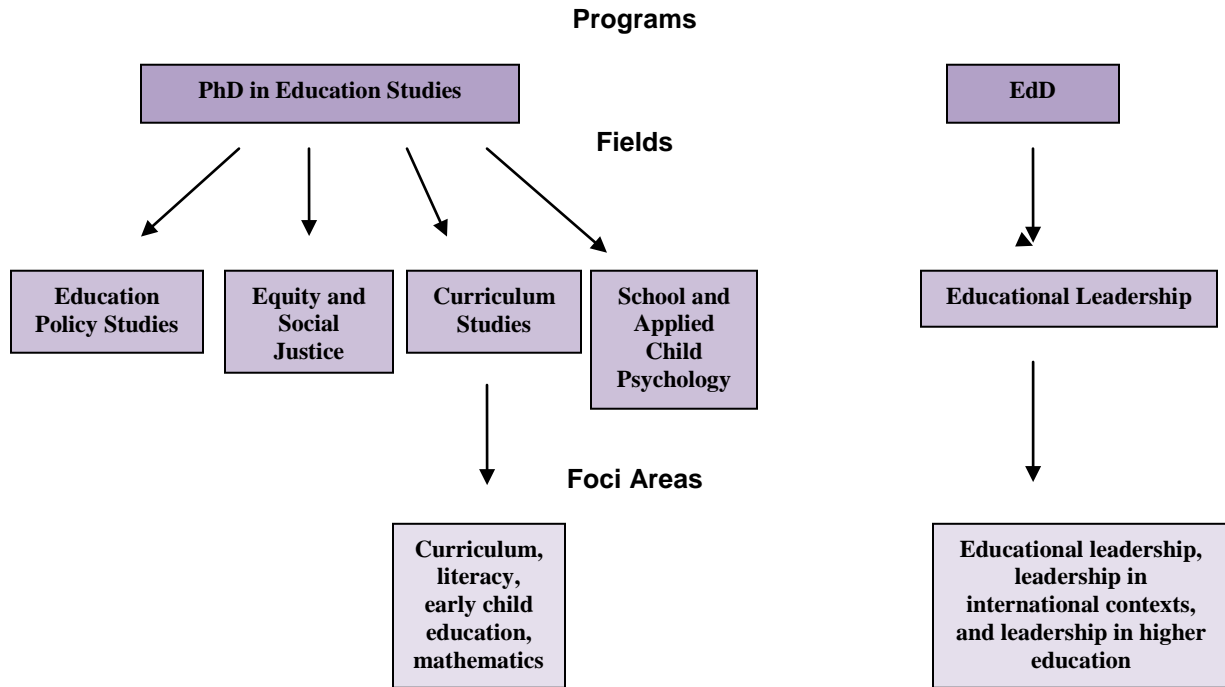 Programs
PhD in Education Studies
EdD
Fields
Education
Policy Studies
Equity and
Social
Justice
Curriculum
Studies
School and
Applied
Child
Psychology
Educational Leadership
Foci Areas
Curriculum,
literacy,
early child
education,
mathematics
Educational leadership,
leadership in
international contexts,
and leadership in higher
education